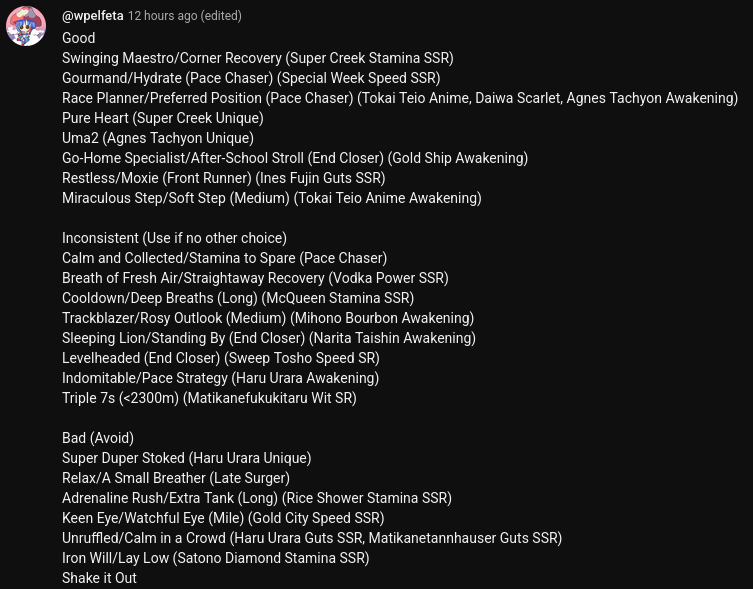 @wpelfeta 12 hours ago (edited)
Good
Swinging Maestro/Corner Recovery (Super Creek Stamina SSR)
Gourmand/Hydrate (Pace Chaser) (Special Week Speed SSR)
Race Planner/Preferred Position (Pace Chaser) (Tokai Teio Anime, Daiwa Scarlet, Agnes Tachyon Awakening)
Pure Heart (Super Creek Unique)
Uma2 (Agnes Tachyon Unique)
Go-Home Specialist/After-School Stroll (End Closer) (Gold Ship Awakening)
Restless/Moxie (Front Runner) (Ines Fujin Guts SSR)
Miraculous Step/Soft Step (Medium) (Tokai Teio Anime Awakening)
Inconsistent (Use if no other choice)
Calm and Collected/Stamina to Spare (Pace Chaser)
Breath of Fresh Air/Straightaway Recovery (Vodka Power SSR)
Cooldown/Deep Breaths (Long) (McQueen Stamina SSR)
Trackblazer/Rosy Outlook (Medium) (Mihono Bourbon Awakening)
Sleeping Lion/Standing By (End Closer) (Narita Taishin Awakening)
Levelheaded (End Closer) (Sweep Tosho Speed SR)
Indomitable/Pace Strategy (Haru Urara Awakening)
Triple 7s (<2300m) (Matikanefukukitaru Wit SR)
Bad (Avoid)
Super Duper Stoked (Haru Urara Unique)
Relax/A Small Breather (Late Surger)
Adrenaline Rush/Extra Tank (Long) (Rice Shower Stamina SSR)
Keen Eye/Watchful Eye (Mile) (Gold City Speed SSR)
Unruffled/Calm in a Crowd (Haru Urara Guts SSR, Matikanetannhauser Guts SSR)
Iron Will/Lay Low (Satono Diamond Stamina SSR)
Shake it Out